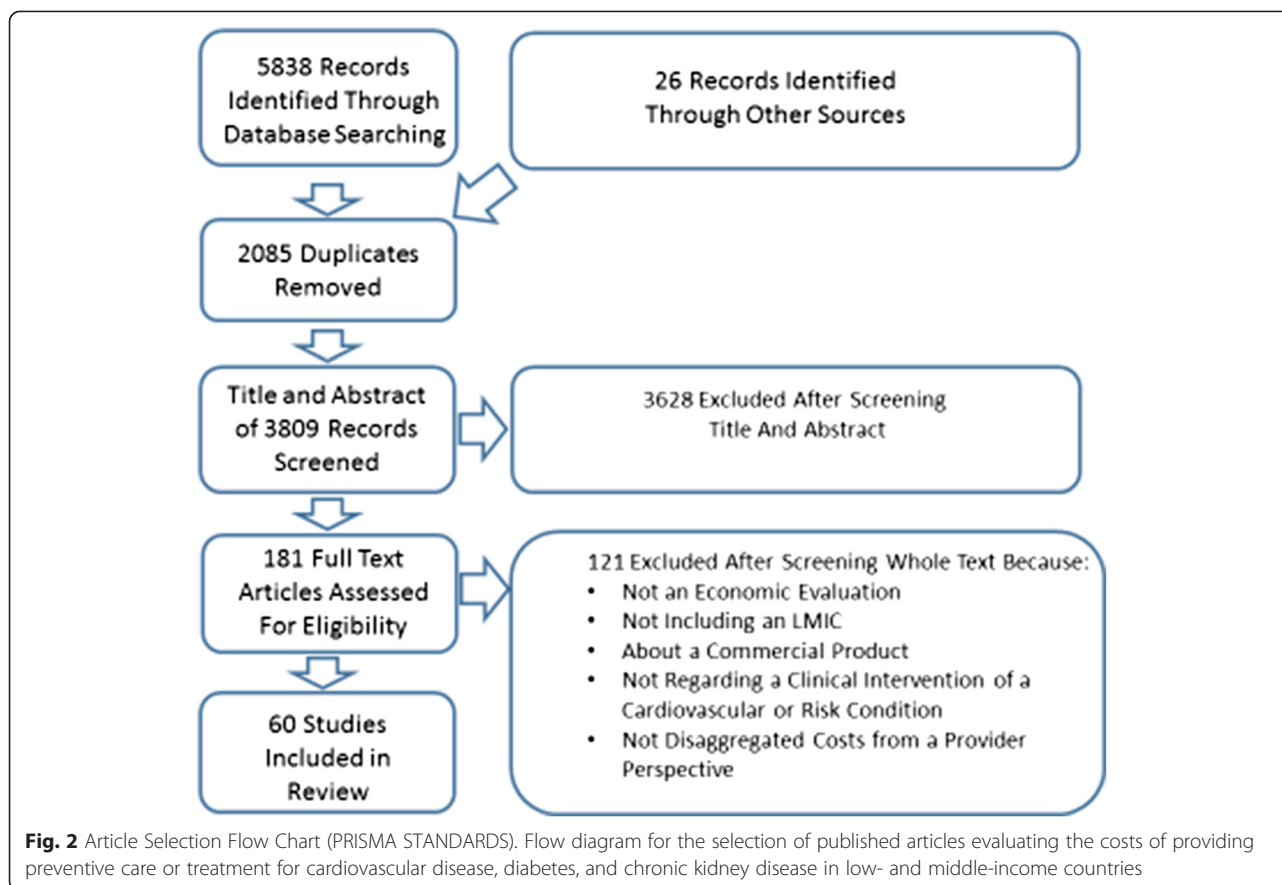 5838 Records
Identified Through
Database Searching
26 Records Identified
Through Other Sources
2085 Duplicates
Removed
Title and Abstract
of 3809 Records
Screened
3628 Excluded After Screening
Title And Abstract
181 Full Text
Articles Assessed
For Eligibility
121 Excluded After Screening Whole Text Because:
• Not an Economic Evaluation
• Not Including an LMIC
• About a Commercial Product
• Not Regarding a Clinical Intervention of a
Cardiovascular or Risk Condition
• Not Disaggregated Costs from a Provider
Perspective
60 Studies
Included in
Review
Fig. 2 Article Selection Flow Chart (PRISMA STANDARDS). Flow diagram for the selection of published articles evaluating the costs of providing
preventive care or treatment for cardiovascular disease, diabetes, and chronic kidney disease in low- and middle-income countries